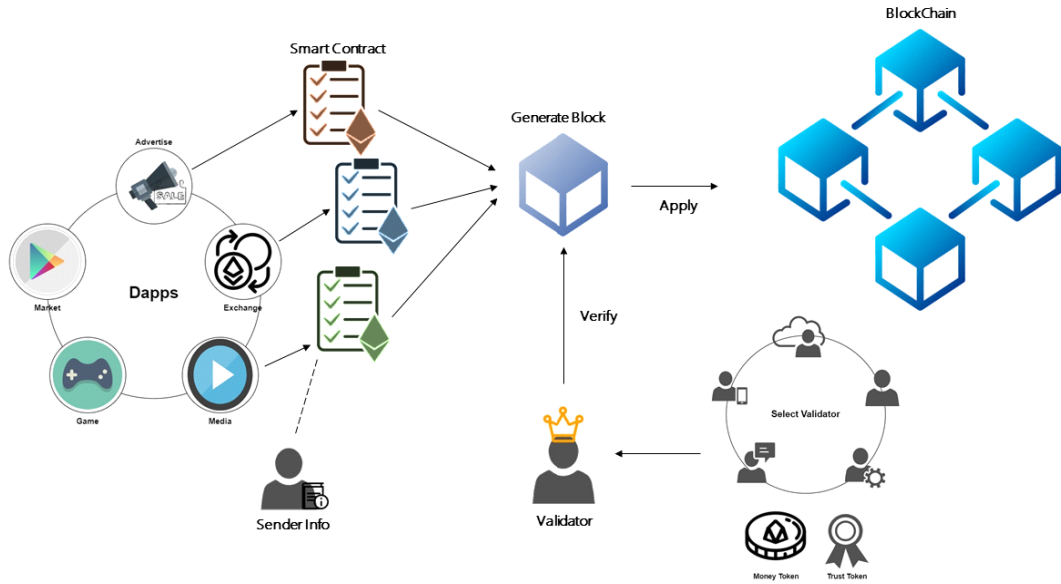 BlockChain
Smart Contract
Generate Block
Advertise
SALE
Apply
Dapps
Market
Exchange
Verify
Select Validator
Game
Media
Sender Info
Validator
Money Token
Trust Token